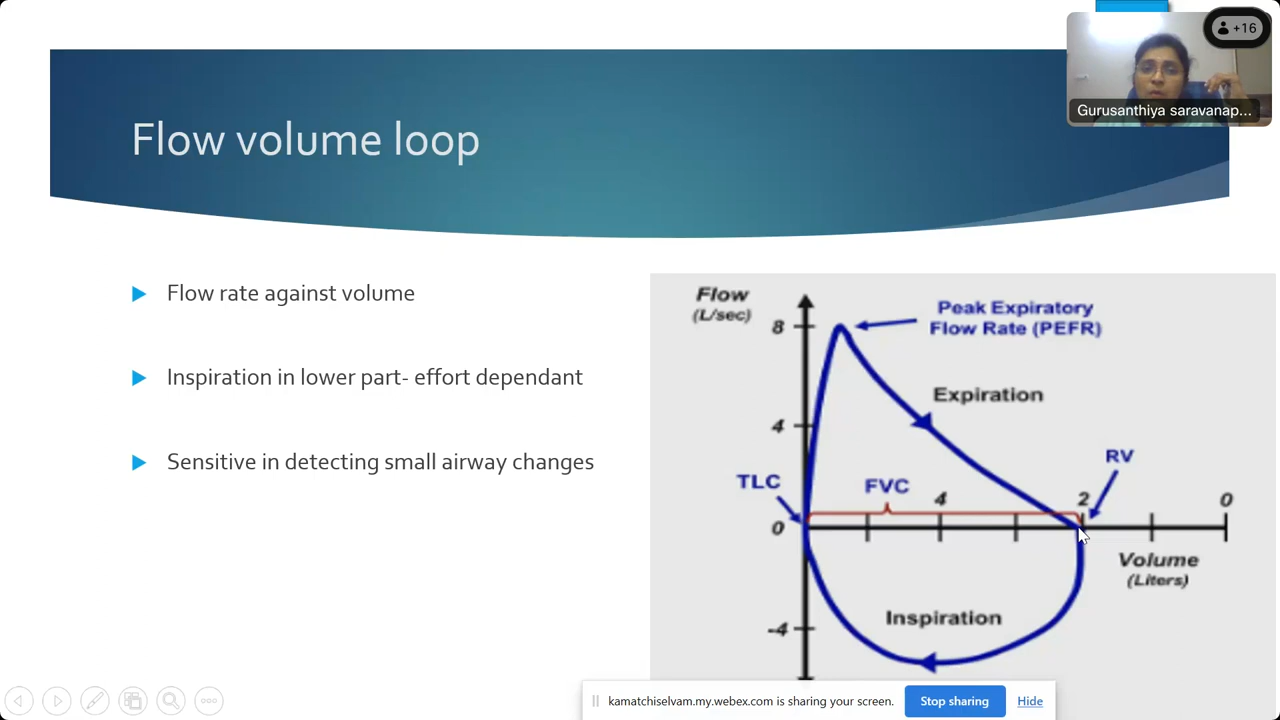 +16
Gurusanthiya saravanap...
Flow volume loop
Flow rate against volume
Inspiration in lower part- effort dependant
Sensitive in detecting small airway changes
Flow
(L/sec)
8
Peak Expiratory
Flow Rate (PEFR)
Expiration
4
RV
TLC
FVC
4
2
0
0
Volume
(Liters)
Inspiration
-4
kamatchiselvam.my.webex.com is sharing your screen.
Stop sharing
Hide